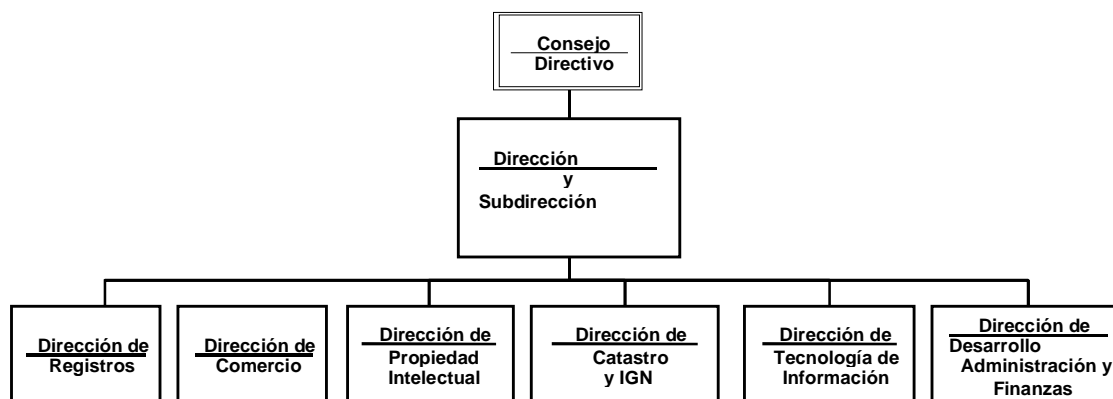 Consejo
Directivo
Dirección
y
Subdirección
Dirección de
Registros
Dirección de
Comercio
Dirección de
Propiedad
Intelectual
Dirección de
Catastro
y IGN
Dirección de
Tecnología de
Información
Dirección de
Desarrollo
Administración y
Finanzas